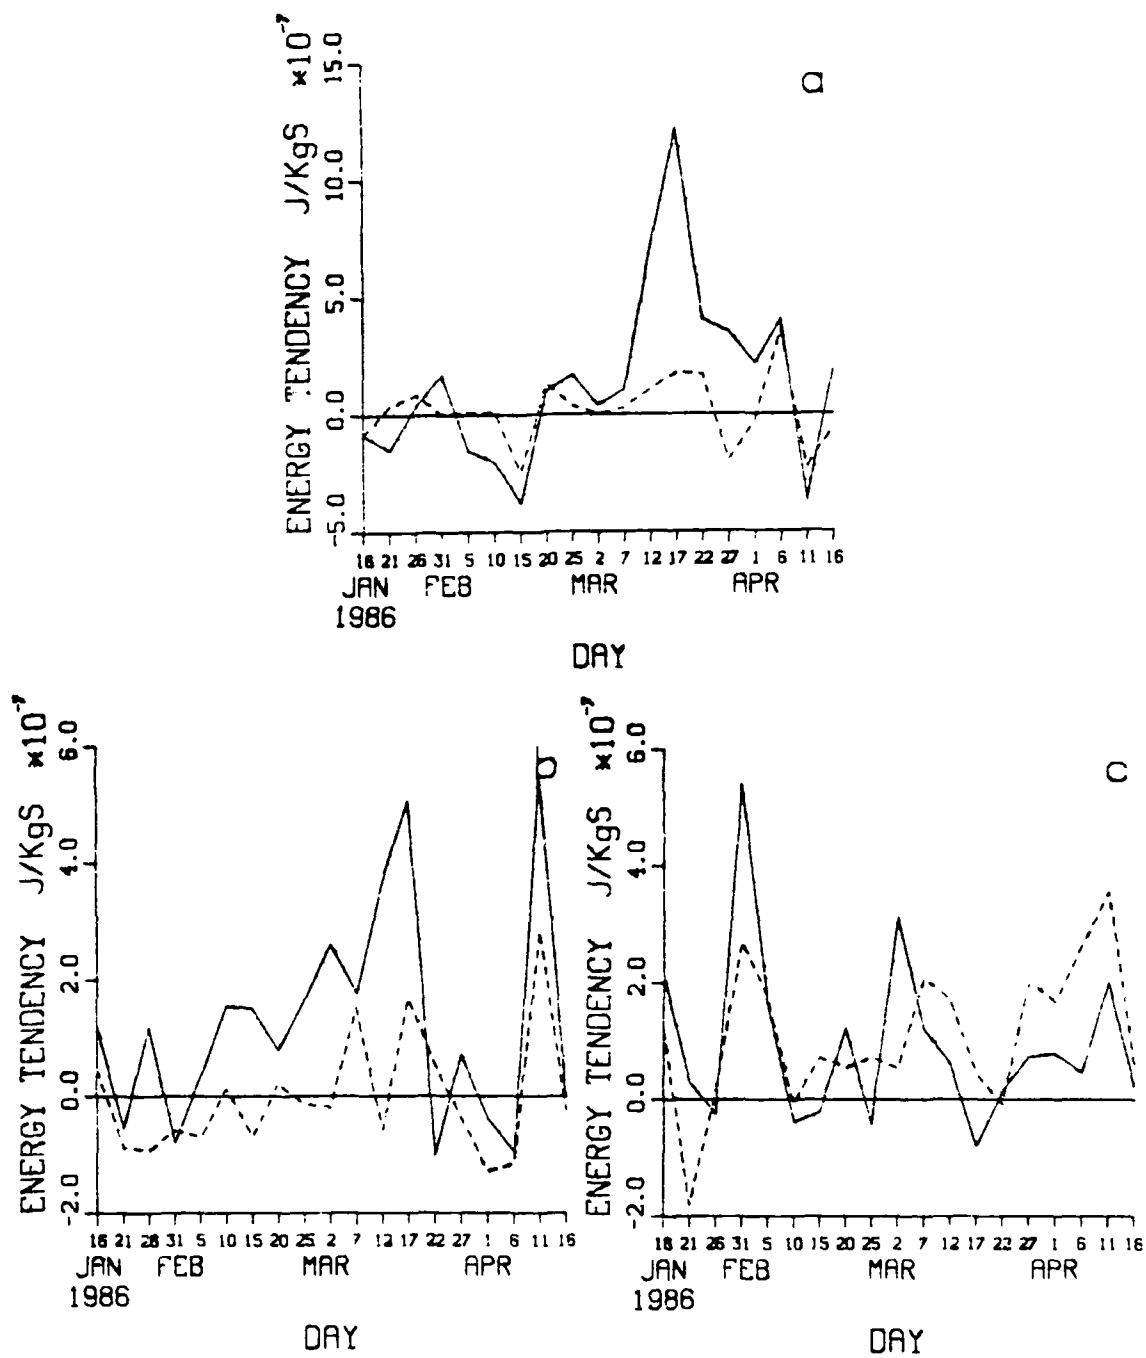 ENERGY TENDENCY J/KgS ×10⁻⁷
15.0
10.0
5.0
0.0
-5.0
a
16 21 26 31 5 10 15 20 25 2 7 12 17 22 27 1 6 11 16
JAN FEB MAR APR
1986
DAY
ENERGY TENDENCY J/KgS ×10⁻⁷
6.0
4.0
2.0
0.0
-2.0
b
16 21 26 31 5 10 15 20 25 2 7 12 17 22 27 1 6 11 16
JAN FEB MAR APR
1986
DAY
ENERGY TENDENCY J/KgS ×10⁻⁷
6.0
4.0
2.0
0.0
-2.0
c
16 21 26 31 5 10 15 20 25 2 7 12 17 22 27 1 6 11 16
JAN FEB MAR APR
1986
DAY